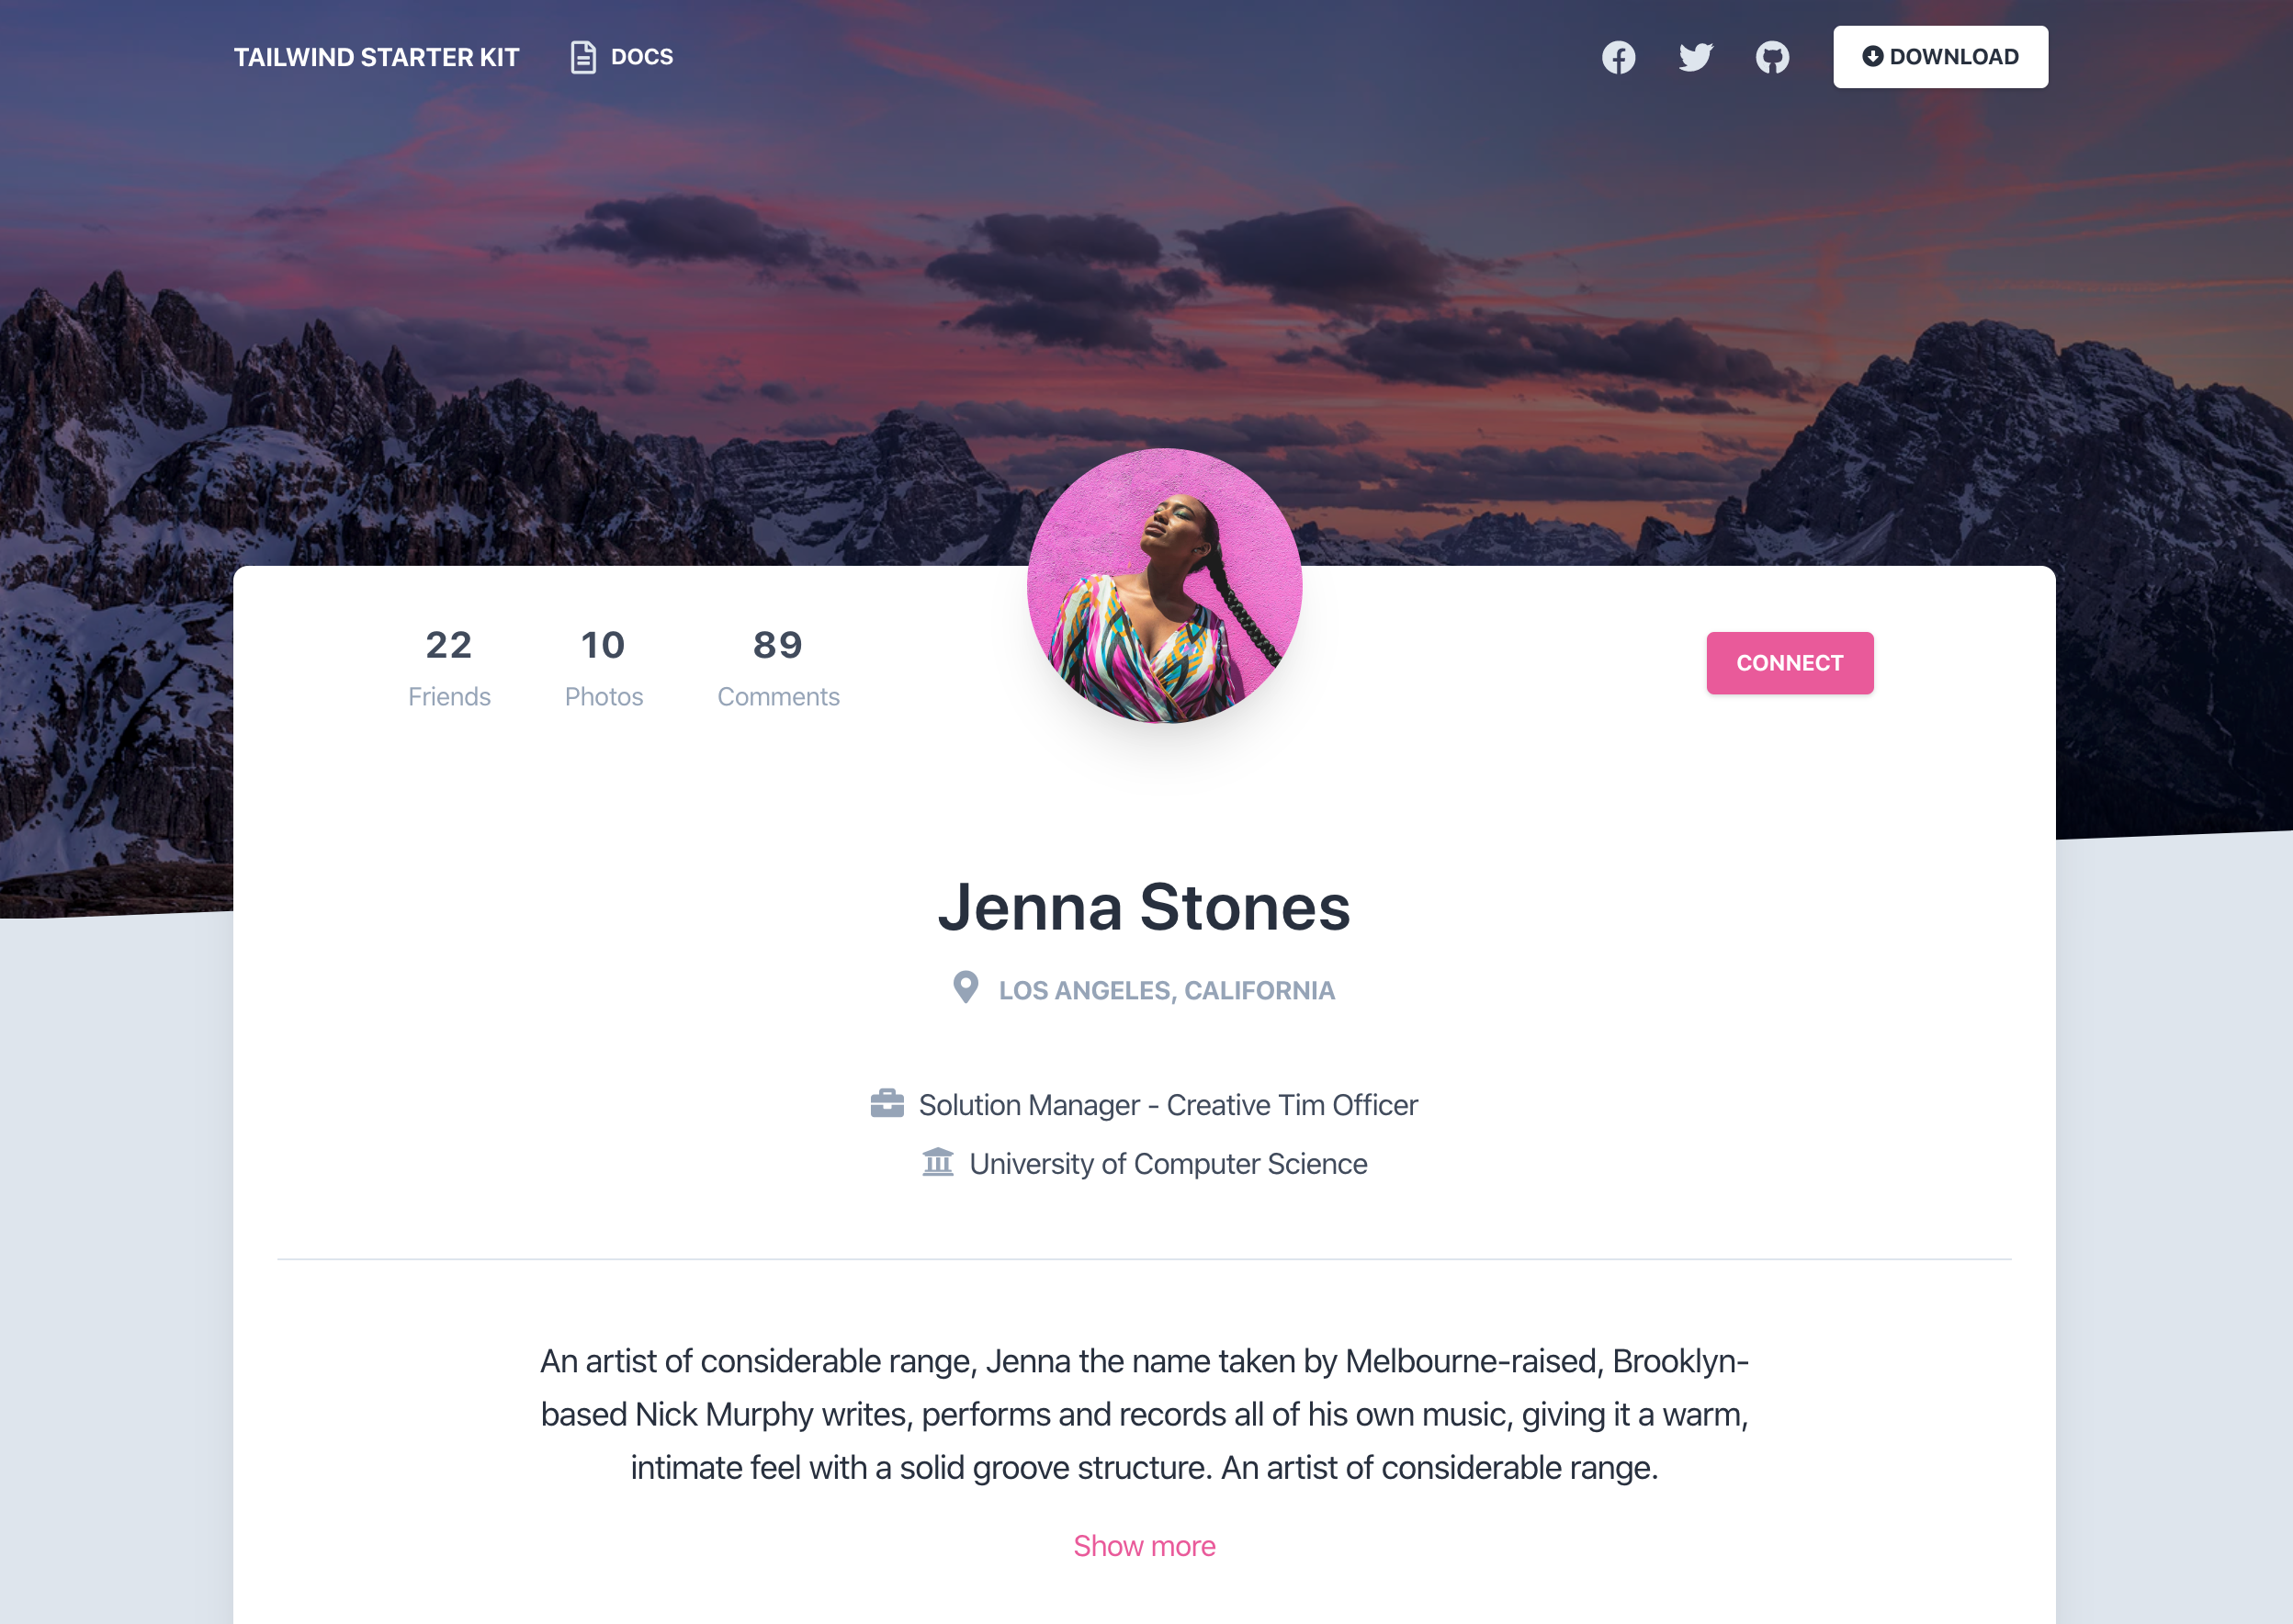 TAILWIND STARTER KIT
DOCS
DOWNLOAD
22
Friends
10
Photos
89
Comments
CONNECT
Jenna Stones
LOS ANGELES, CALIFORNIA
Solution Manager - Creative Tim Officer
University of Computer Science
An artist of considerable range, Jenna the name taken by Melbourne-raised, Brooklyn-
based Nick Murphy writes, performs and records all of his own music, giving it a warm,
intimate feel with a solid groove structure. An artist of considerable range.
Show more